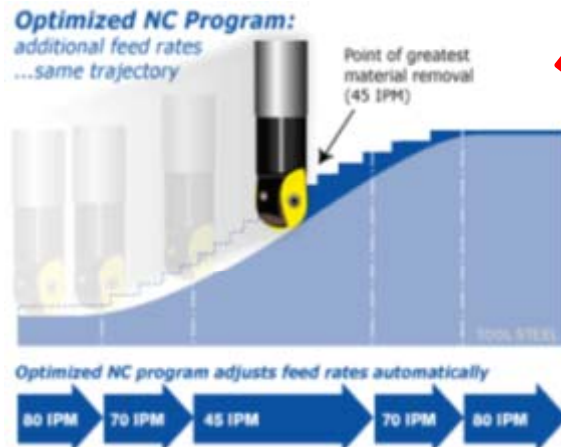 Optimized NC Program:
additional feed rates
...same trajectory
Point of greatest
material removal
(45 IPM)
TOOL STEEL
Optimized NC program adjusts feed rates automatically
80 IPM
70 IPM
45 IPM
70 IPM
80 IPM